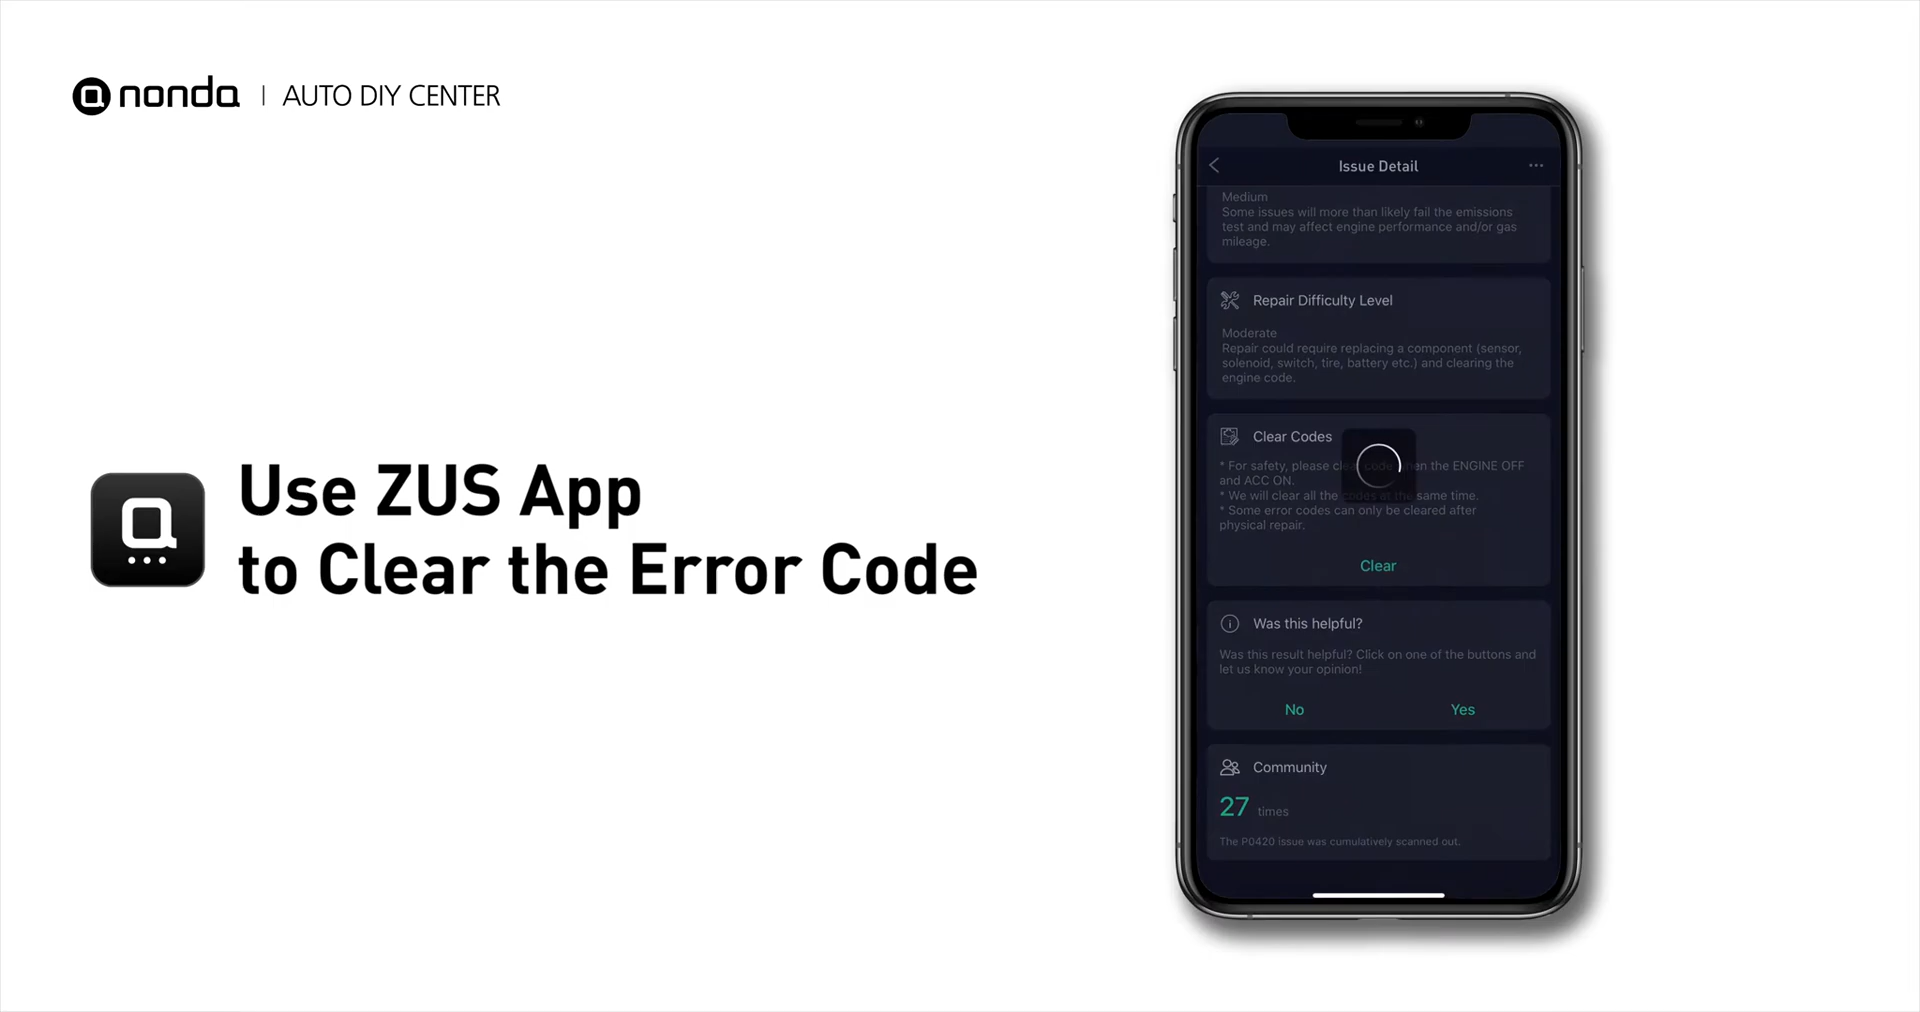 nonda | AUTO DIY CENTER
Use ZUS App
to Clear the Error Code
Issue Detail
Medium
Some issues will more than likely fail the emissions
test and may affect engine performance and/or gas
mileage.
Repair Difficulty Level
Moderate
Repair could require replacing a component (sensor,
solenoid, switch, tire, battery etc.) and clearing the
engine code.
Clear Codes
* For safety, please clear code when the ENGINE OFF
and ACC ON.
* We will clear all the codes at the same time.
* Some error codes can only be cleared after
physical repair.
Clear
Was this helpful?
Was this result helpful? Click on one of the buttons and
let us know your opinion!
No Yes
Community
27 times
The P0420 issue was cumulatively scanned out.